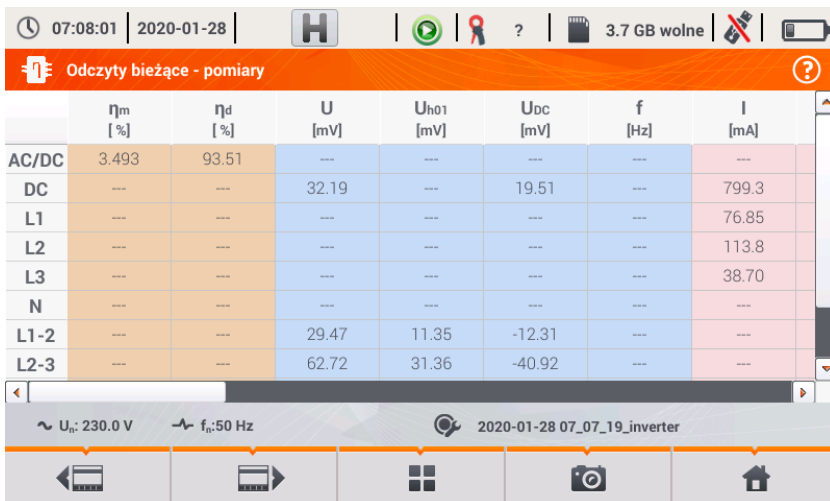 07:08:01 2020-01-28 H ? 3.7 GB wolne
Odczyty bieżące - pomiary ?
ηm ηd U Uh01 UDC f I
[ %] [ %] [mV] [mV] [mV] [Hz] [mA]
AC/DC 3.493 93.51 --- --- --- --- ---
DC --- --- 32.19 --- 19.51 --- 799.3
L1 --- --- --- --- --- --- 76.85
L2 --- --- --- --- --- --- 113.8
L3 --- --- --- --- --- --- 38.70
N --- --- --- --- --- --- ---
L1-2 --- --- 29.47 11.35 -12.31 --- ---
L2-3 --- --- 62.72 31.36 -40.92 --- ---
Un: 230.0 V fn:50 Hz 2020-01-28 07_07_19_inverter